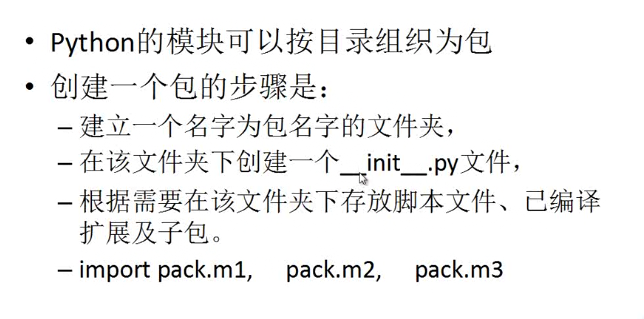 • Python的模块可以按目录组织为包
• 创建一个包的步骤是：
– 建立一个名字为包名字的文件夹，
– 在该文件夹下创建一个__init__.py文件，
– 根据需要在该文件夹下存放脚本文件、已编译
扩展及子包。
– import pack.m1, pack.m2, pack.m3